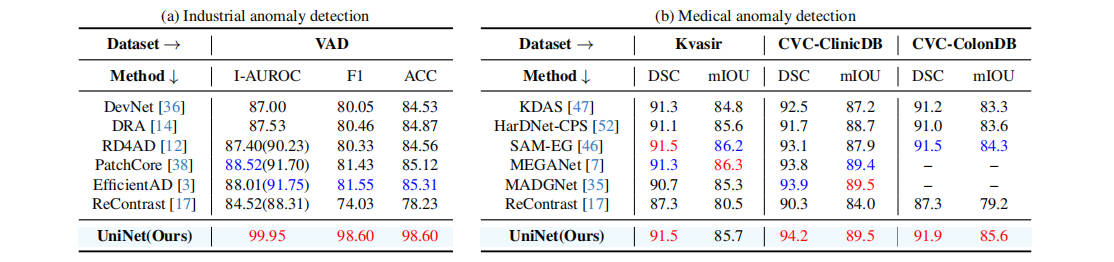 (a) Industrial anomaly detection
Dataset → VAD
Method ↓ I-AUROC F1 ACC
DevNet [36] 87.00 80.05 84.53
DRA [14] 87.53 80.46 84.87
RD4AD [12] 87.40(90.23) 80.33 84.56
PatchCore [38] 88.52(91.70) 81.43 85.12
EfficientAD [3] 88.01(91.75) 81.55 85.31
ReContrast [17] 84.52(88.31) 74.03 78.23
UniNet(Ours) 99.95 98.60 98.60
(b) Medical anomaly detection
Dataset → Kvasir CVC-ClinicDB CVC-ColonDB
Method ↓ DSC mIOU DSC mIOU DSC mIOU
KDAS [47] 91.3 84.8 92.5 87.2 91.2 83.3
HarDNet-CPS [52] 91.1 85.6 91.7 88.7 91.0 83.6
SAM-EG [46] 91.5 86.2 93.1 87.9 91.5 84.3
MEGANet [7] 91.3 86.3 93.8 89.4 – –
MADGNet [35] 90.7 85.3 93.9 89.5 – –
ReContrast [17] 87.3 80.5 90.3 84.0 87.3 79.2
UniNet(Ours) 91.5 85.7 94.2 89.5 91.9 85.6